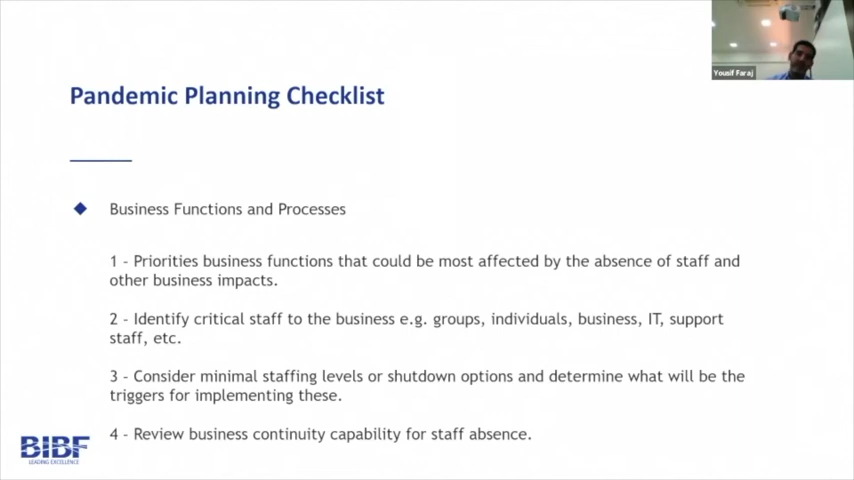 Yousif Faraj
Pandemic Planning Checklist
Business Functions and Processes
1 - Priorities business functions that could be most affected by the absence of staff and
other business impacts.
2 - Identify critical staff to the business e.g. groups, individuals, business, IT, support
staff, etc.
3 - Consider minimal staffing levels or shutdown options and determine what will be the
triggers for implementing these.
4 - Review business continuity capability for staff absence.
BIBF
LEADING EXCELLENCE